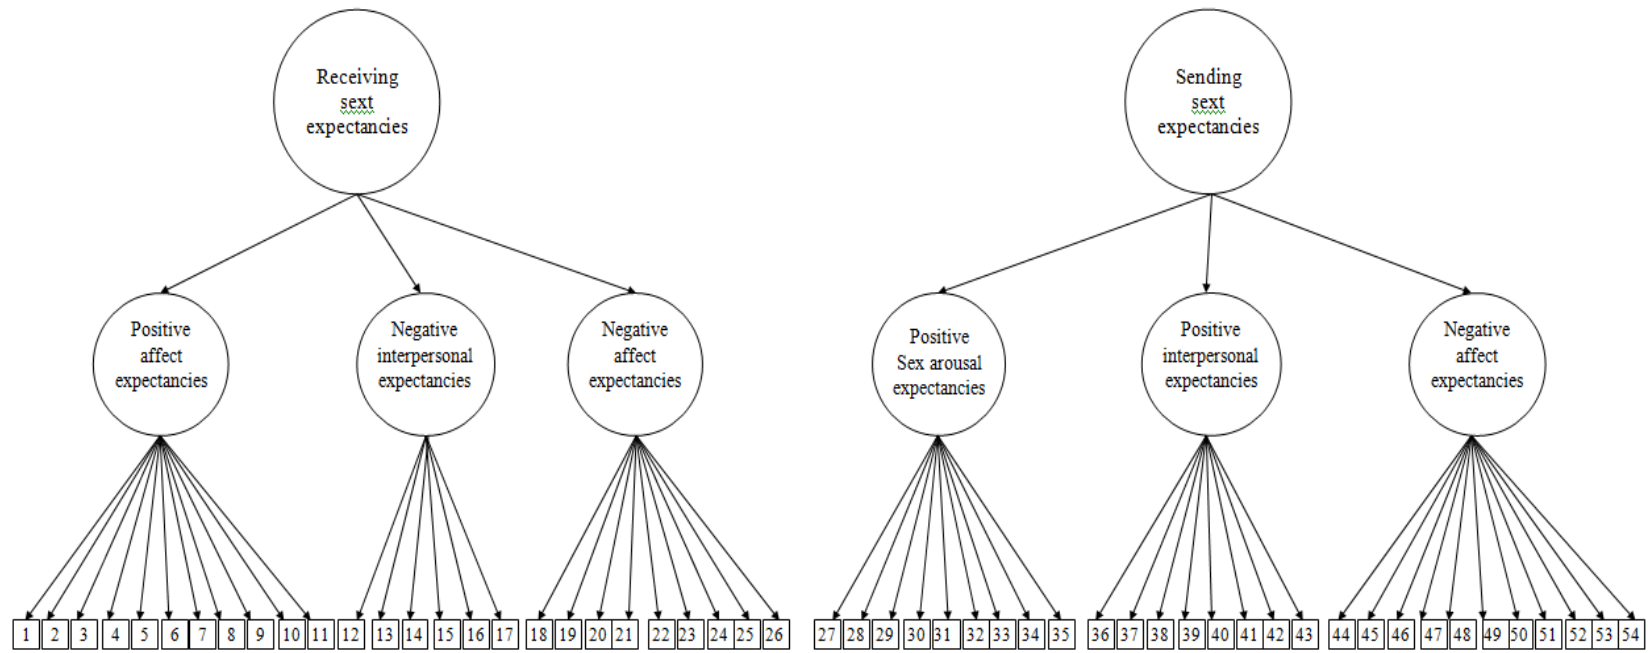 Receiving
sext
expectancies
Sending
sext
expectancies
Positive
affect
expectancies
Negative
interpersonal
expectancies
Negative
affect
expectancies
Positive
Sex arousal
expectancies
Positive
interpersonal
expectancies
Negative
affect
expectancies
1 2 3 4 5 6 7 8 9 10 11 12 13 14 15 16 17 18 19 20 21 22 23 24 25 26 27 28 29 30 31 32 33 34 35 36 37 38 39 40 41 42 43 44 45 46 47 48 49 50 51 52 53 54